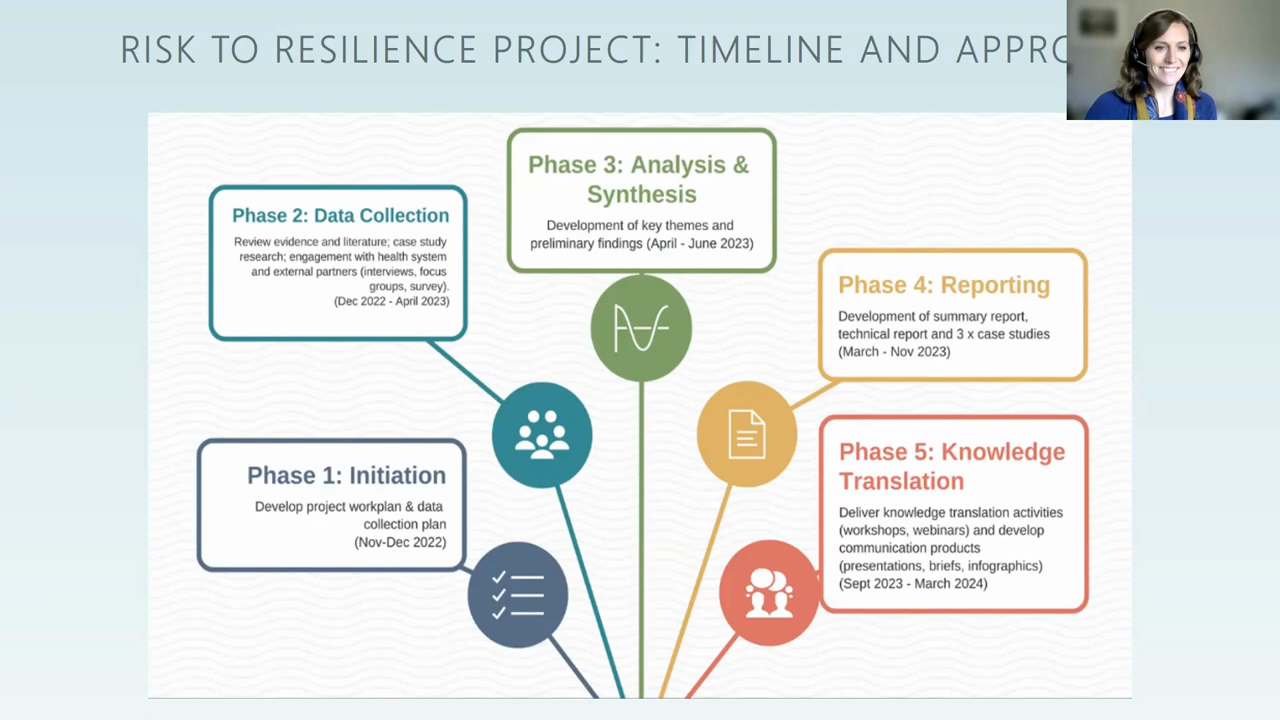 RISK TO RESILIENCE PROJECT: TIMELINE AND APPRO
Phase 1: Initiation
Develop project workplan & data
collection plan
(Nov-Dec 2022)
Phase 2: Data Collection
Review evidence and literature; case study
research; engagement with health system
and external partners (interviews, focus
groups, survey).
(Dec 2022 - April 2023)
Phase 3: Analysis &
Synthesis
Development of key themes and
preliminary findings (April - June 2023)
Phase 4: Reporting
Development of summary report,
technical report and 3 x case studies
(March - Nov 2023)
Phase 5: Knowledge
Translation
Deliver knowledge translation activities
(workshops, webinars) and develop
communication products
(presentations, briefs, infographics)
(Sept 2023 - March 2024)